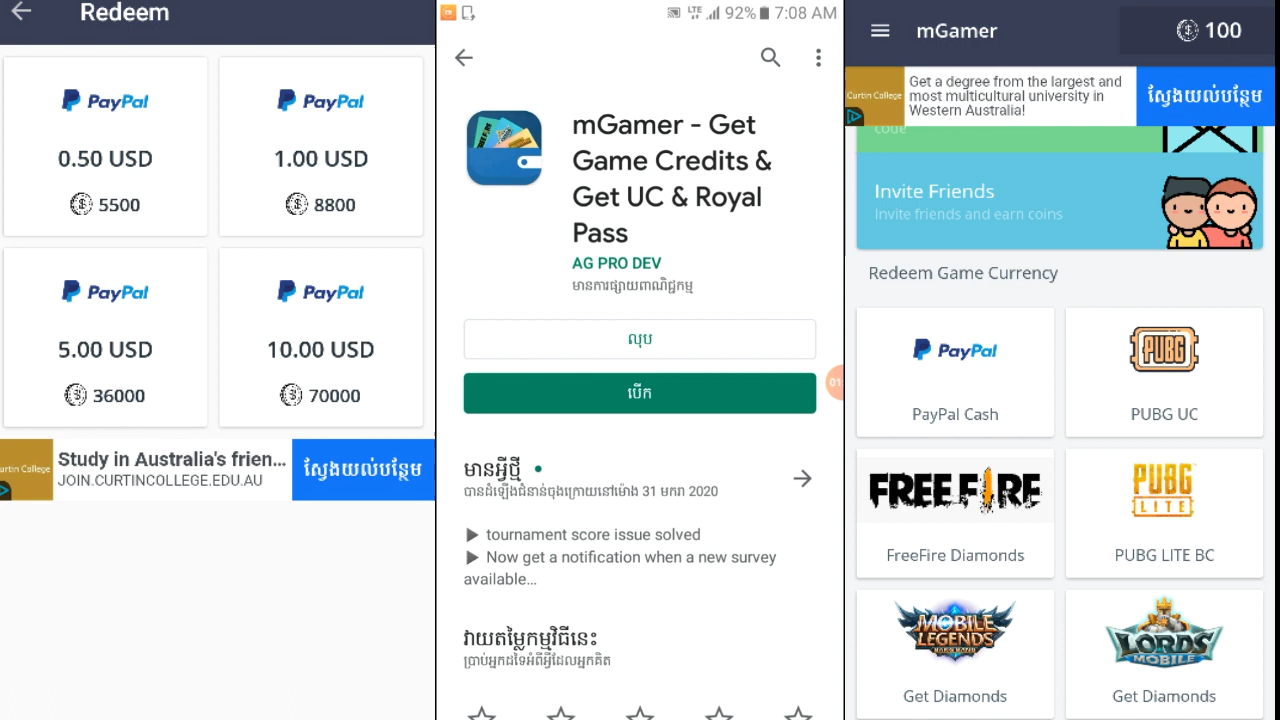 Redeem
PayPal
0.50 USD
5500
PayPal
1.00 USD
8800
PayPal
5.00 USD
36000
PayPal
10.00 USD
70000
Curtin College
Study in Australia's frien...
JOIN.CURTINCOLLEGE.EDU.AU
ស្វែងយល់បន្ថែម
LTE 92% 7:08 AM
mGamer - Get
Game Credits &
Get UC & Royal
Pass
AG PRO DEV
មានការផ្សាយពាណិជ្ជកម្ម
លុប
បើក
មានអ្វីថ្មី
បានដំឡើងជំនាន់ចុងក្រោយនៅម៉ោង 31 មករា 2020
▶ tournament score issue solved
▶ Now get a notification when a new survey
available...
វាយតម្លៃកម្មវិធីនេះ
ប្រាប់អ្នកដទៃអំពីអ្វីដែលអ្នកគិត
mGamer
100
Curtin College
Get a degree from the largest and
most multicultural university in
Western Australia!
ស្វែងយល់បន្ថែម
code
Invite Friends
Invite friends and earn coins
Redeem Game Currency
PayPal
PayPal Cash
PUBG
PUBG UC
FREE FIRE
FreeFire Diamonds
PUBG
LITE
PUBG LITE BC
MOBILE
LEGENDS
Get Diamonds
LORDS
MOBILE
Get Diamonds